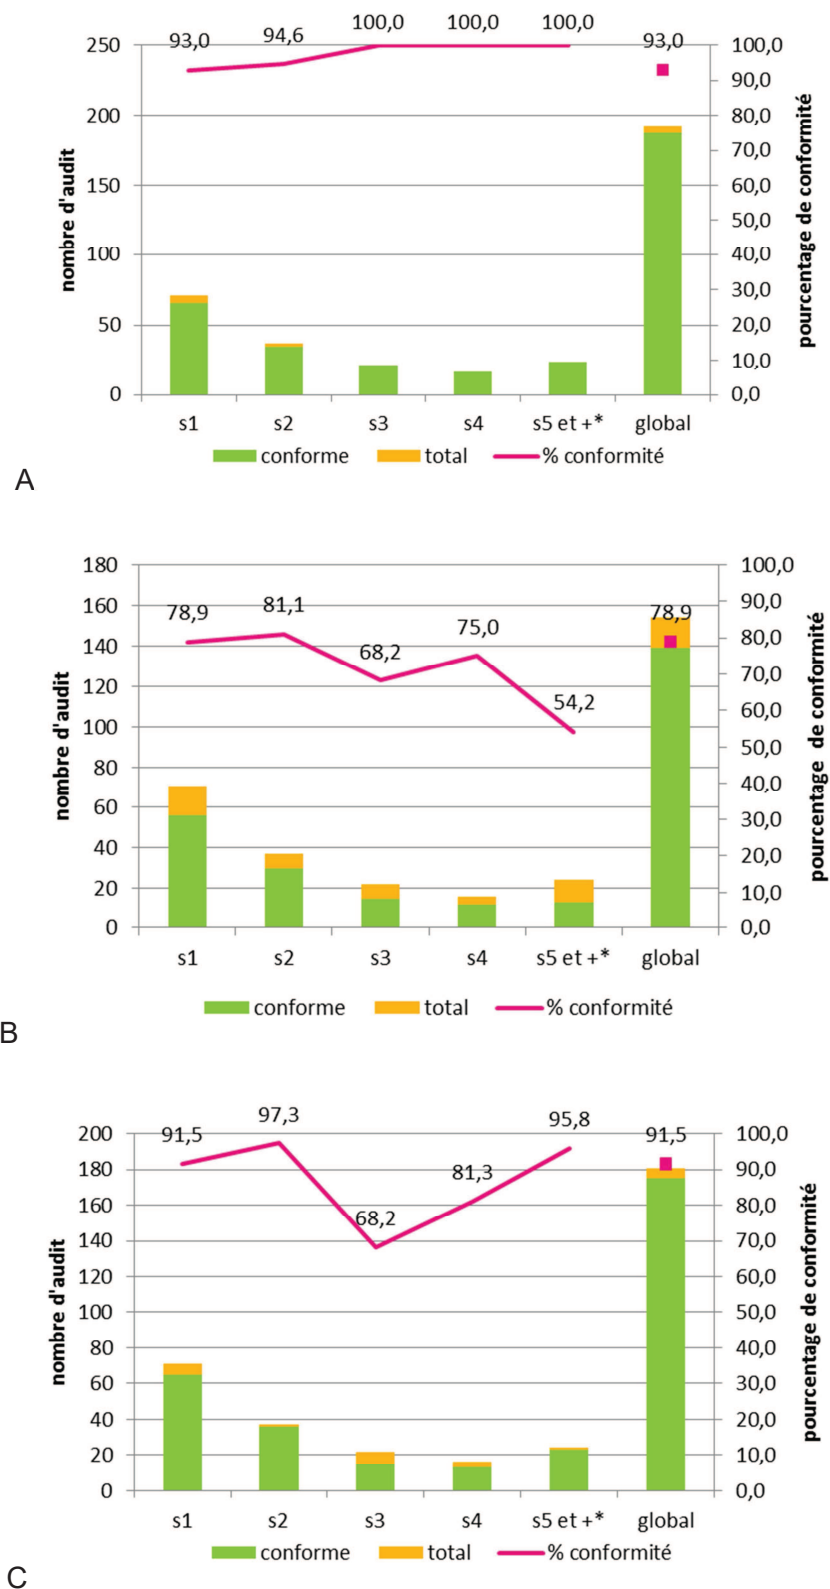 93,0 94,6 100,0 100,0 100,0 93,0
250 100,0
90,0
200 80,0
70,0
150 60,0
50,0
100 40,0
30,0
50 20,0
10,0
0 0,0
nombre d'audit
pourcentage de conformité
s1 s2 s3 s4 s5 et +* global
conforme total % conformité
A
180 100,0
160 90,0
140 80,0
120 70,0
100 60,0
80 50,0
60 40,0
40 30,0
20 20,0
0 10,0
0,0
78,9 81,1 68,2 75,0 54,2 78,9
nombre d'audit
pourcentage de conformité
s1 s2 s3 s4 s5 et +* global
conforme total % conformité
B
91,5 97,3 68,2 81,3 95,8 91,5
200 100,0
180 90,0
160 80,0
140 70,0
120 60,0
100 50,0
80 40,0
60 30,0
40 20,0
20 10,0
0 0,0
nombre d'audit
pourcentage de conformité
s1 s2 s3 s4 s5 et +* global
conforme total % conformité
C